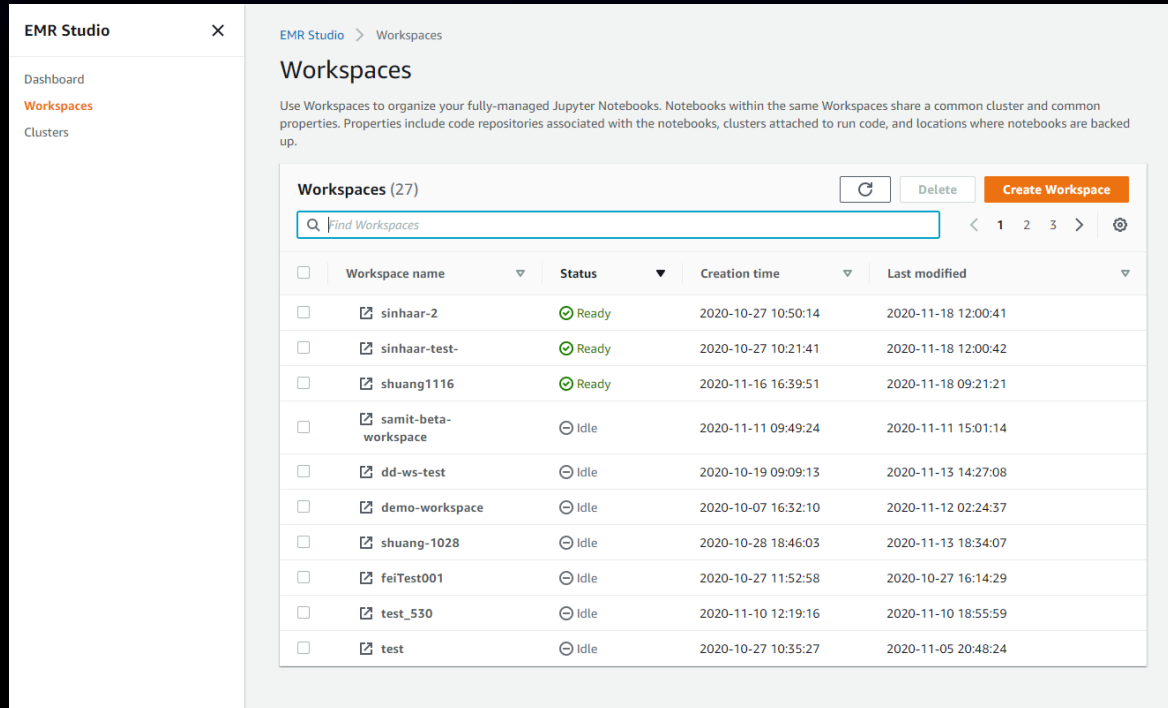 EMR Studio
Dashboard
Workspaces
Clusters
EMR Studio > Workspaces
Workspaces
Use Workspaces to organize your fully-managed Jupyter Notebooks. Notebooks within the same Workspaces share a common cluster and common
properties. Properties include code repositories associated with the notebooks, clusters attached to run code, and locations where notebooks are backed
up.
Workspaces (27) Delete Create Workspace
Find Workspaces 1 2 3
Workspace name Status Creation time Last modified
sinhaar-2 Ready 2020-10-27 10:50:14 2020-11-18 12:00:41
sinhaar-test- Ready 2020-10-27 10:21:41 2020-11-18 12:00:42
shuang1116 Ready 2020-11-16 16:39:51 2020-11-18 09:21:21
samit-beta-
workspace Idle 2020-11-11 09:49:24 2020-11-11 15:01:14
dd-ws-test Idle 2020-10-19 09:09:13 2020-11-13 14:27:08
demo-workspace Idle 2020-10-07 16:32:10 2020-11-12 02:24:37
shuang-1028 Idle 2020-10-28 18:46:03 2020-11-13 18:34:07
feiTest001 Idle 2020-10-27 11:52:58 2020-10-27 16:14:29
test_530 Idle 2020-11-10 12:19:16 2020-11-10 18:55:59
test Idle 2020-10-27 10:35:27 2020-11-05 20:48:24